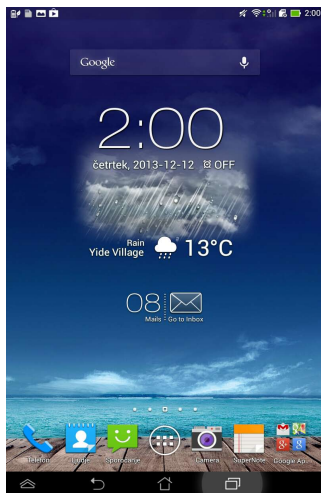 2:00
Google
2:00
četrtek, 2013-12-12 OFF
Rain
Yide Village
13°C
08
Mails - Go to Inbox
Telefon Ljudje Sporočanje Camera SuperNote Google Apps